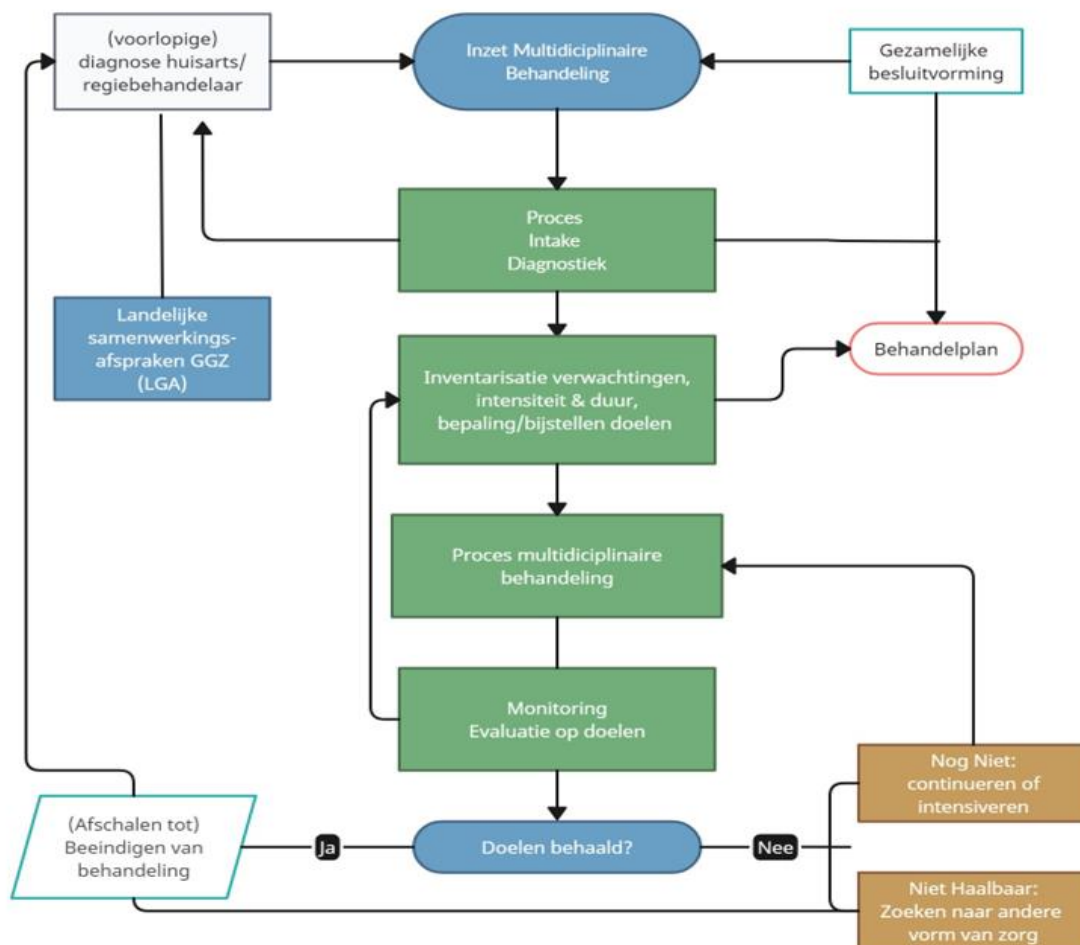 (voorlopige)
diagnose huisarts/
regiebehandelaar
Inzet Multidiciplinaire
Behandeling
Gezamelijke
besluitvorming
Proces
Intake
Diagnostiek
Landelijke
samenwerkings-
afspraken GGZ
(LGA)
Behandelplan
Inventarisatie verwachtingen,
intensiteit & duur,
bepaling/bijstellen doelen
Proces multidiciplinaire
behandeling
Monitoring
Evaluatie op doelen
Nog Niet:
continueren of
intensiveren
(Afschalen tot)
Beeindigen van
behandeling
Ja
Doelen behaald?
Nee
Niet Haalbaar:
Zoeken naar andere
vorm van zorg